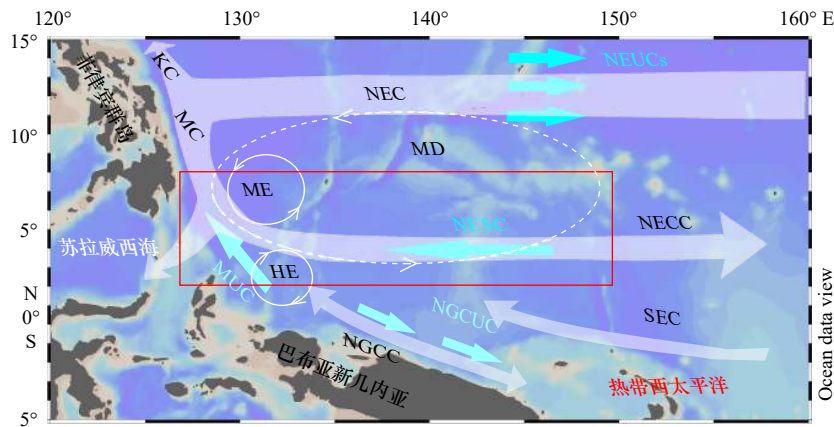 120°
130°
140°
150°
160° E
15°
10°
5°
N
0°
S
5°
KC
NEUCs
菲律宾群岛
NEC
MC
MD
ME
NESC
NECC
苏拉威西海
MUC
HE
NGCUC
SEC
NGCC
巴布亚新几内亚
热带西太平洋
Ocean data view